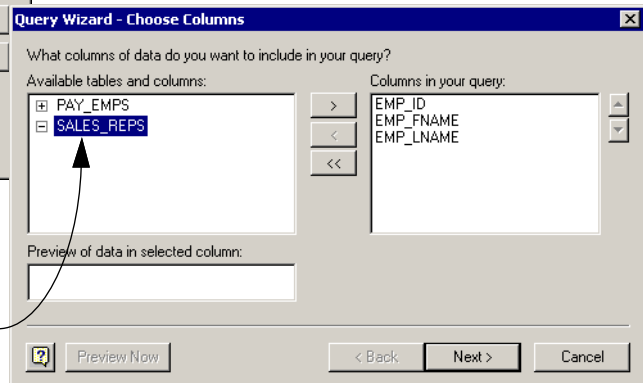 Query Wizard - Choose Columns
What columns of data do you want to include in your query?
Available tables and columns:
PAY_EMPS
SALES_REPS
>
<
<<
Columns in your query:
EMP_ID
EMP_FNAME
EMP_LNAME
Preview of data in selected column:
Preview Now
< Back
Next >
Cancel